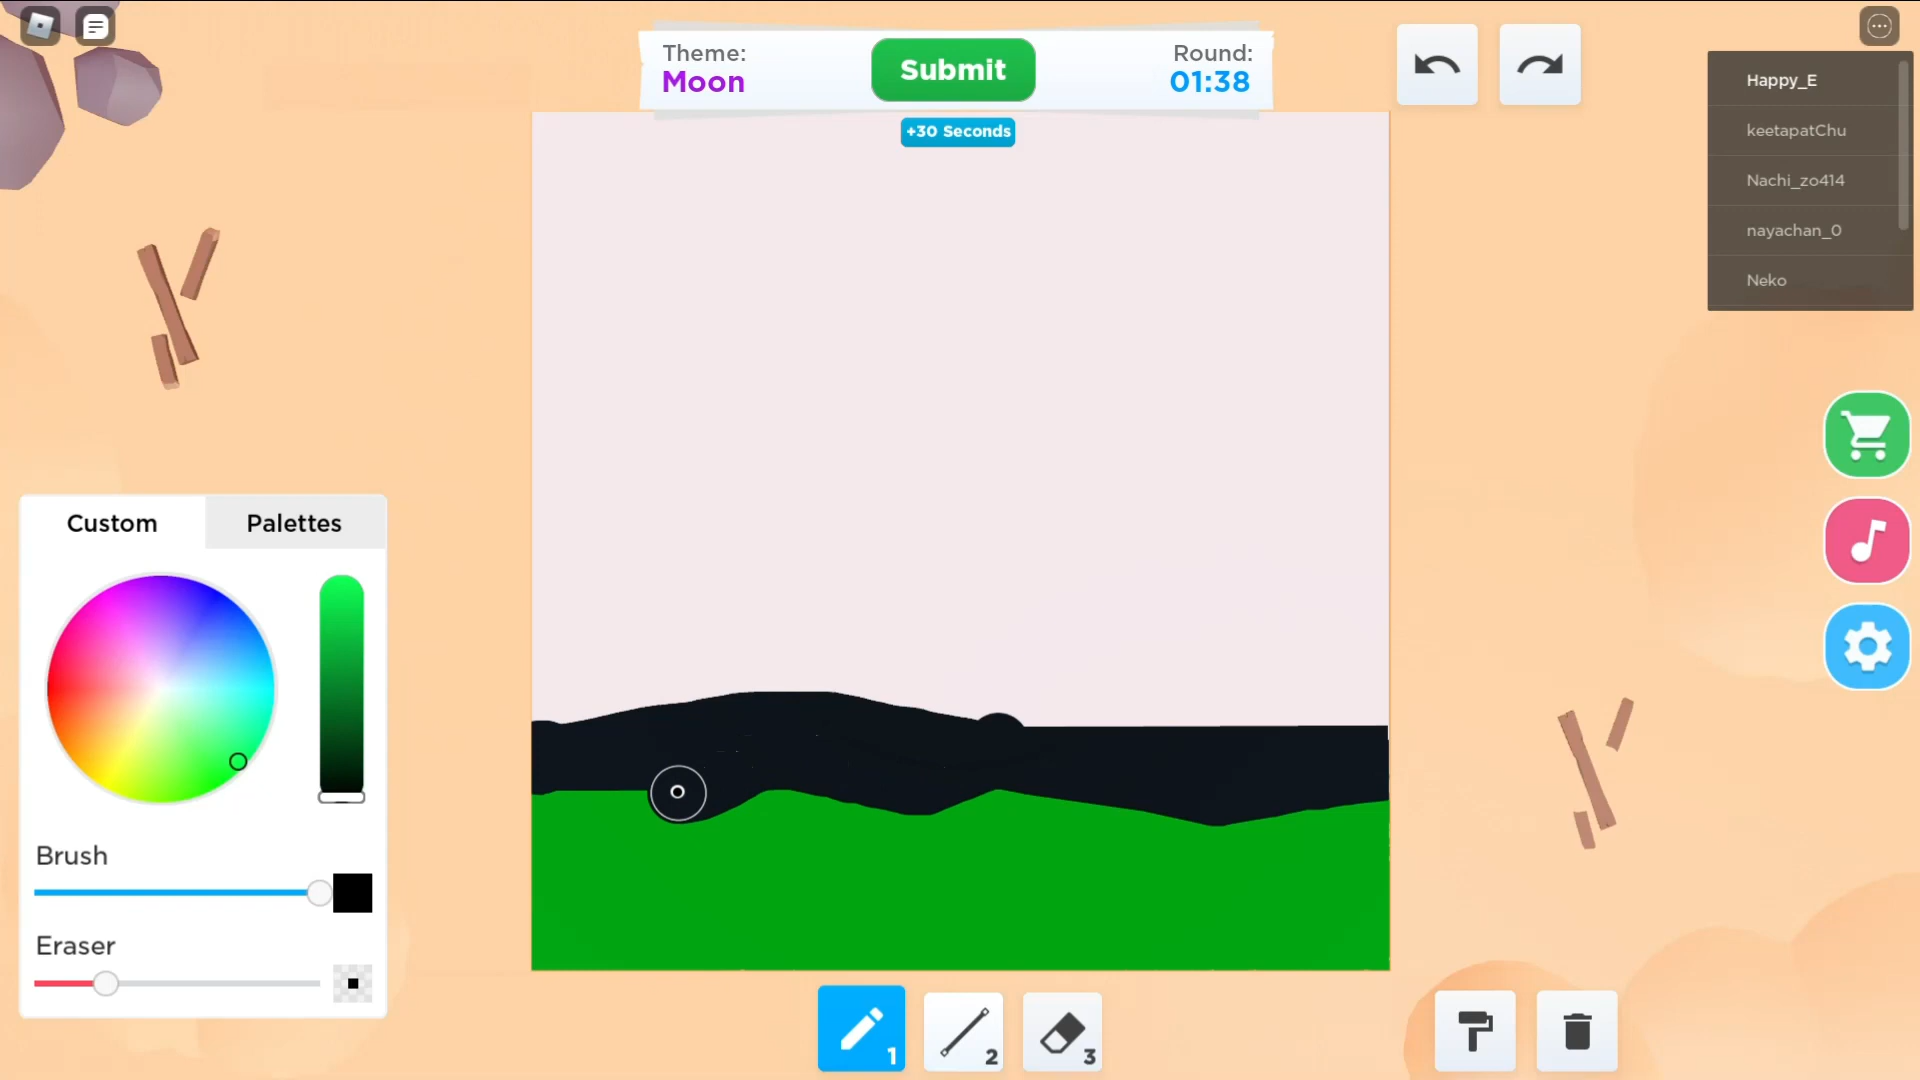 Theme:
Moon
Submit
Round:
01:38
+30 Seconds
Happy_E
keetapatChu
Nachi_zo414
nayachan_0
Neko
Custom
Palettes
Brush
Eraser
1
2
3